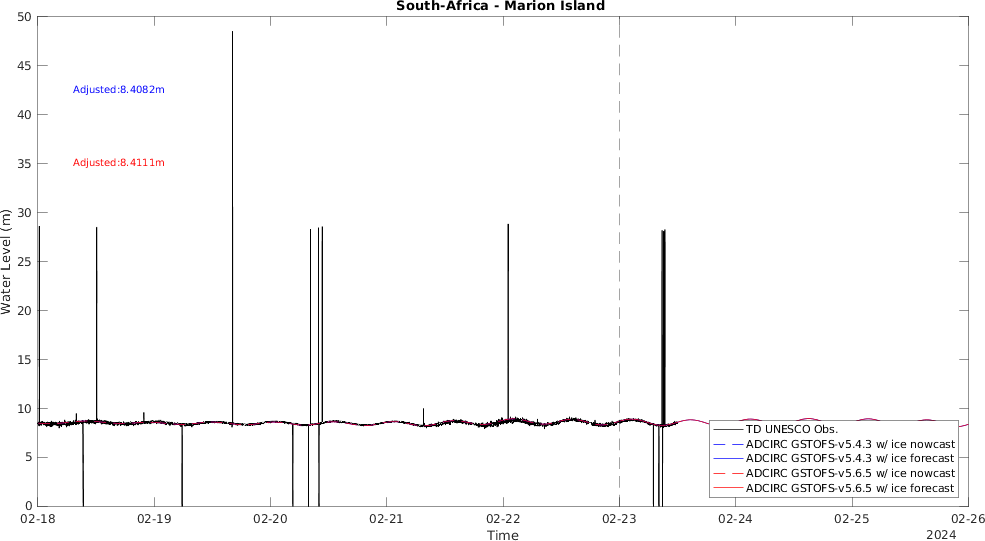 South-Africa - Marion Island
50
45
40
35
30
25
20
15
10
5
0
Water Level (m)
Adjusted:8.4082m
Adjusted:8.4111m
TD UNESCO Obs.
ADCIRC GSTOFS-v5.4.3 w/ ice nowcast
ADCIRC GSTOFS-v5.4.3 w/ ice forecast
ADCIRC GSTOFS-v5.6.5 w/ ice nowcast
ADCIRC GSTOFS-v5.6.5 w/ ice forecast
02-18 02-19 02-20 02-21 02-22 02-23 02-24 02-25 02-26
Time
2024